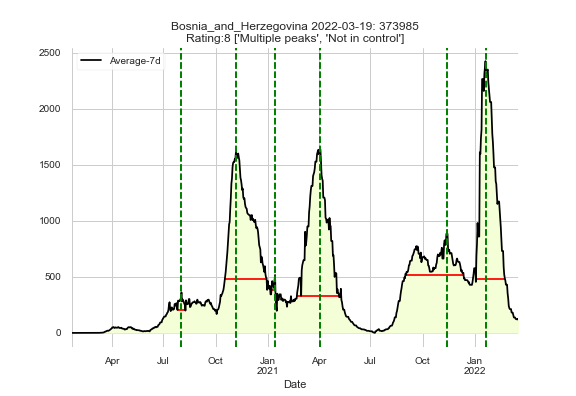 Bosnia_and_Herzegovina 2022-03-19: 373985
Rating:8 ['Multiple peaks', 'Not in control']
Average-7d
2500
2000
1500
1000
500
0
Apr Jul Oct Jan Apr Jul Oct Jan
2021 2022
Date